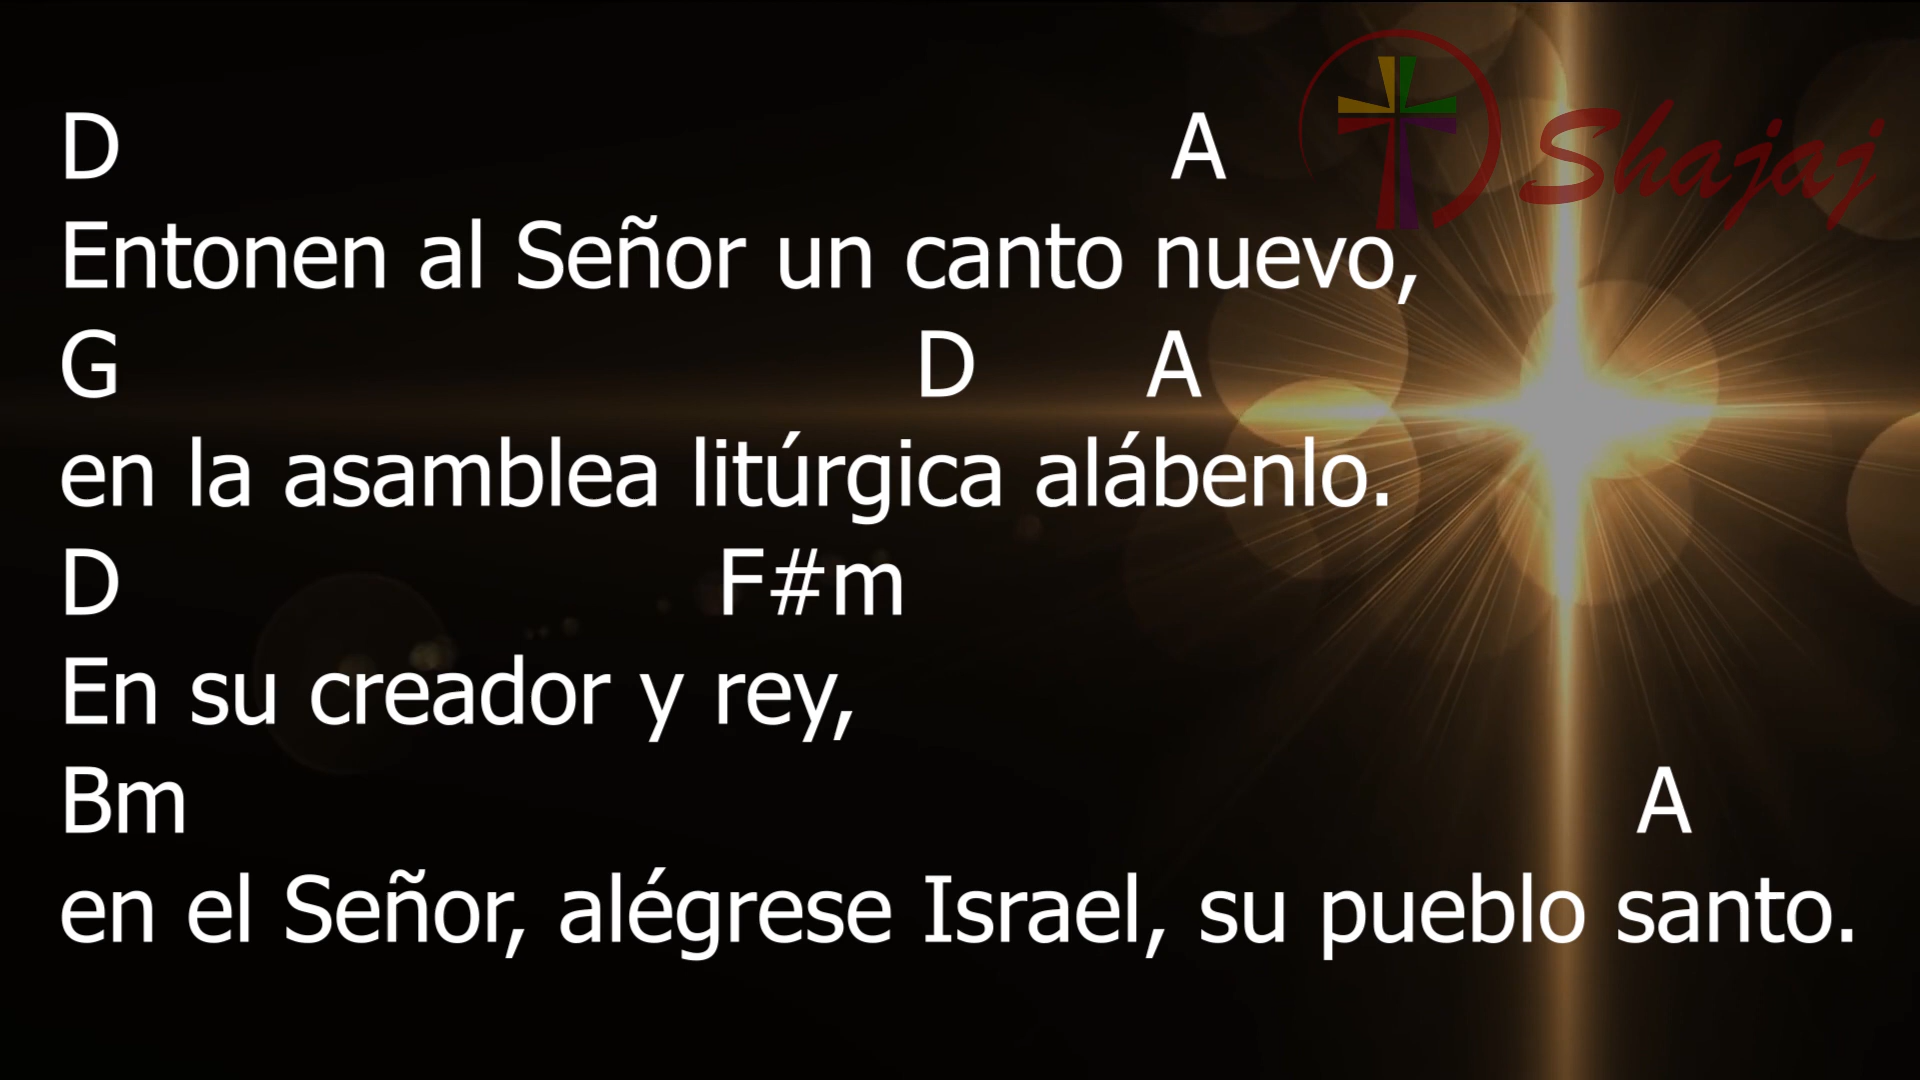 D A
Shajaj
Entonen al Señor un canto nuevo,
G D A
en la asamblea litúrgica alábenlo.
D F#m
En su creador y rey,
Bm A
en el Señor, alégrese Israel, su pueblo santo.